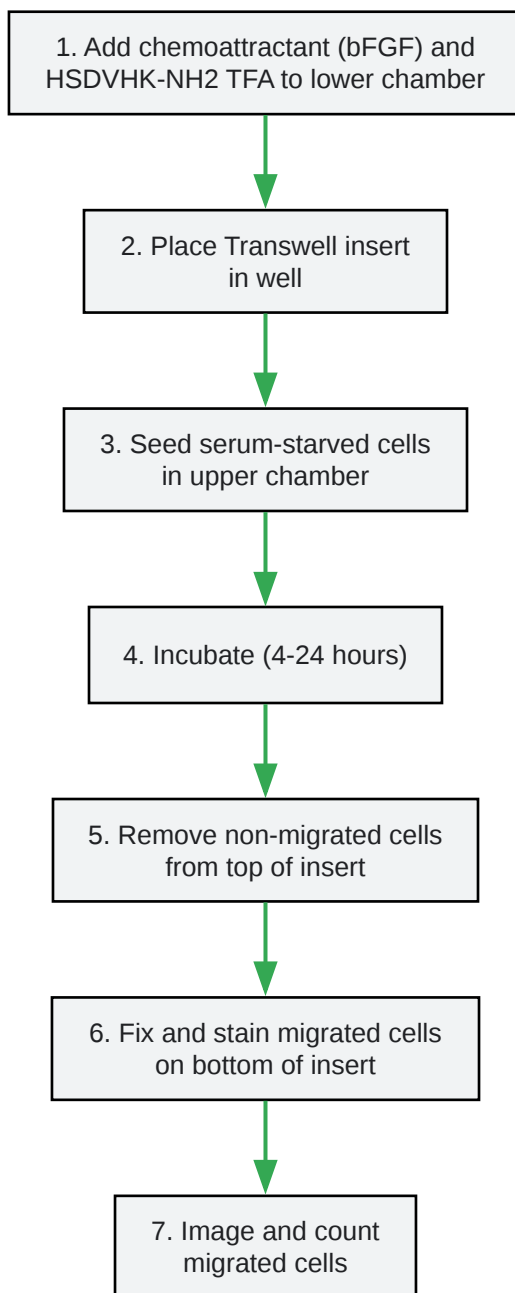 1. Add chemoattractant (bFGF) and
HSDVHK-NH2 TFA to lower chamber
2. Place Transwell insert
in well
3. Seed serum-starved cells
in upper chamber
4. Incubate (4-24 hours)
5. Remove non-migrated cells
from top of insert
6. Fix and stain migrated cells
on bottom of insert
7. Image and count
migrated cells